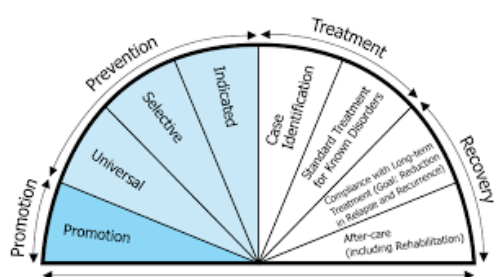 Promotion
Prevention
Treatment
Recovery
Promotion
Universal
Selective
Indicated
Case
Identification
Standard Treatment
for Known Disorders
Compliance with Long-term
Treatment (Goal: Reduction
in Relapse and Recurrence)
After-care
(including Rehabilitation)